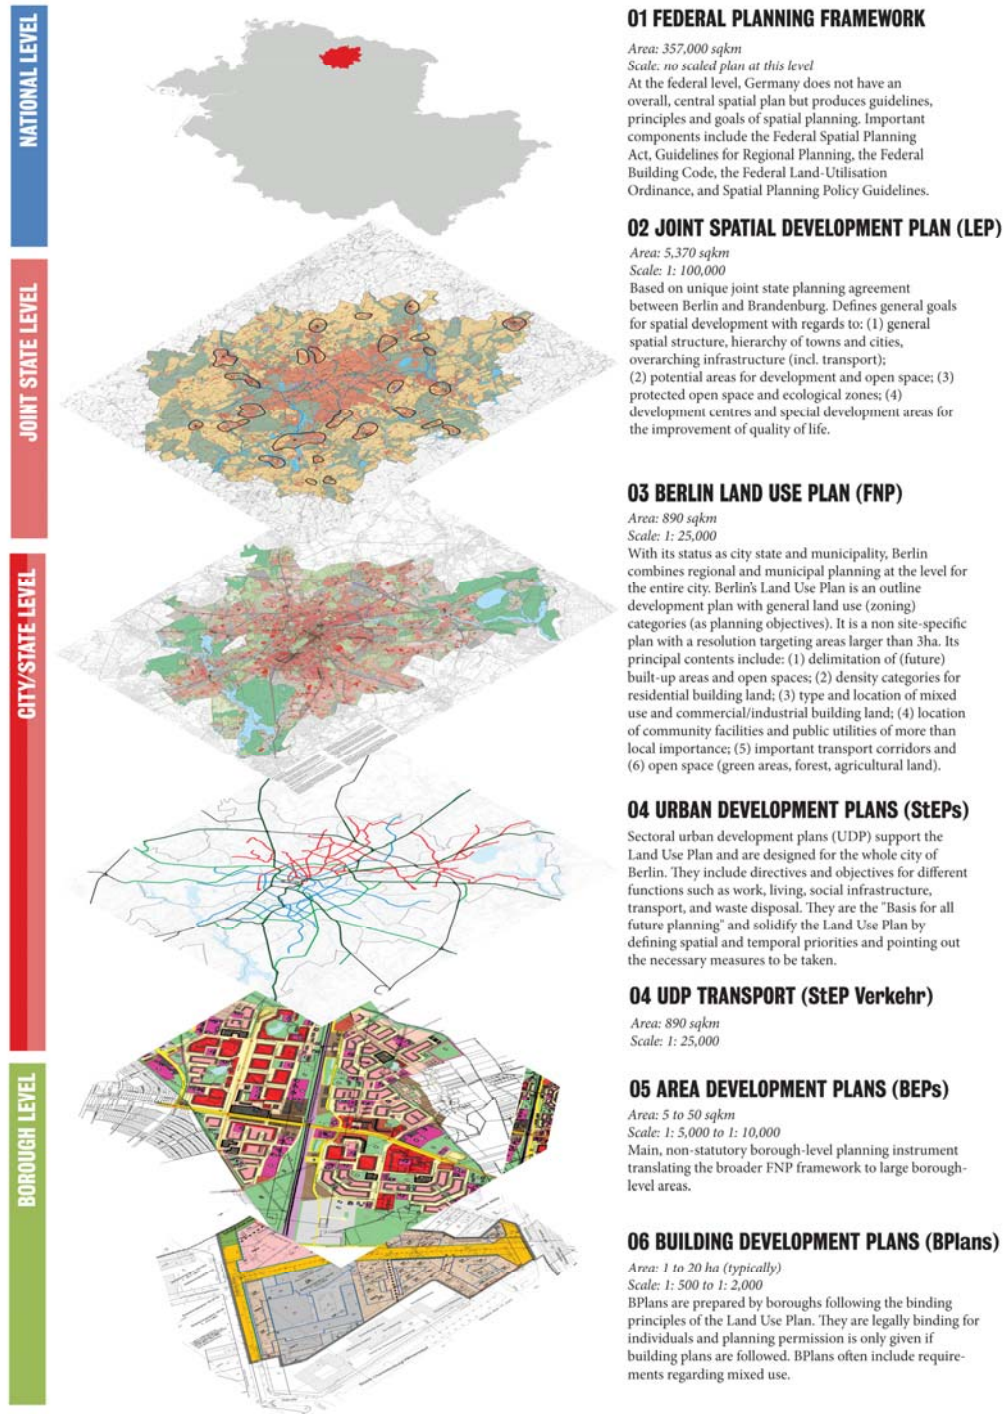 NATIONAL LEVEL
01 FEDERAL PLANNING FRAMEWORK
Area: 357,000 sqkm
Scale: no scaled plan at this level
At the federal level, Germany does not have an
overall, central spatial plan but produces guidelines,
principles and goals of spatial planning. Important
components include the Federal Spatial Planning
Act, Guidelines for Regional Planning, the Federal
Building Code, the Federal Land-Utilisation
Ordinance, and Spatial Planning Policy Guidelines.
JOINT STATE LEVEL
02 JOINT SPATIAL DEVELOPMENT PLAN (LEP)
Area: 5,370 sqkm
Scale: 1: 100,000
Based on unique joint state planning agreement
between Berlin and Brandenburg. Defines general goals
for spatial development with regards to: (1) general
spatial structure, hierarchy of towns and cities,
overarching infrastructure (incl. transport);
(2) potential areas for development and open space; (3)
protected open space and ecological zones; (4)
development centres and special development areas for
the improvement of quality of life.
CITY/STATE LEVEL
03 BERLIN LAND USE PLAN (FNP)
Area: 890 sqkm
Scale: 1: 25,000
With its status as city state and municipality, Berlin
combines regional and municipal planning at the level for
the entire city. Berlin's Land Use Plan is an outline
development plan with general land use (zoning)
categories (as planning objectives). It is a non site-specific
plan with a resolution targeting areas larger than 3ha. Its
principal contents include: (1) delimitation of (future)
built-up areas and open spaces; (2) density categories for
residential building land; (3) type and location of mixed
use and commercial/industrial building land; (4) location
of community facilities and public utilities of more than
local importance; (5) important transport corridors and
(6) open space (green areas, forest, agricultural land).
04 URBAN DEVELOPMENT PLANS (StEPs)
Sectoral urban development plans (UDP) support the
Land Use Plan and are designed for the whole city of
Berlin. They include directives and objectives for different
functions such as work, living, social infrastructure,
transport, and waste disposal. They are the "Basis for all
future planning" and solidify the Land Use Plan by
defining spatial and temporal priorities and pointing out
the necessary measures to be taken.
04 UDP TRANSPORT (StEP Verkehr)
Area: 890 sqkm
Scale: 1: 25,000
BOROUGH LEVEL
05 AREA DEVELOPMENT PLANS (BEPs)
Area: 5 to 50 sqkm
Scale: 1: 5,000 to 1: 10,000
Main, non-statutory borough-level planning instrument
translating the broader FNP framework to large borough-
level areas.
06 BUILDING DEVELOPMENT PLANS (BPlans)
Area: 1 to 20 ha (typically)
Scale: 1: 500 to 1: 2,000
BPlans are prepared by boroughs following the binding
principles of the Land Use Plan. They are legally binding for
individuals and planning permission is only given if
building plans are followed. BPlans often include require-
ments regarding mixed use.